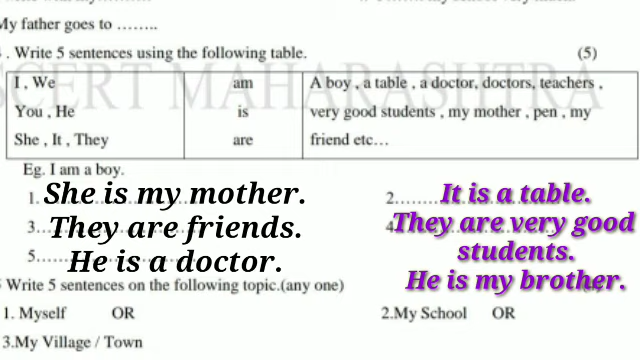 My father goes to ……..
. Write 5 sentences using the following table. (5)
I , We am A boy , a table , a doctor, doctors, teachers ,
You , He is very good students , my mother , pen , my
She , It , They are friend etc…
SCERT MAHARASHTRA
Eg. I am a boy.
1. She is my mother. 2........It is a table.
3...They are friends. 4 They are very good
students.
5......He is a doctor.
He is my brother.
Write 5 sentences on the following topic.(any one)
1. Myself OR 2.My School OR
3.My Village / Town